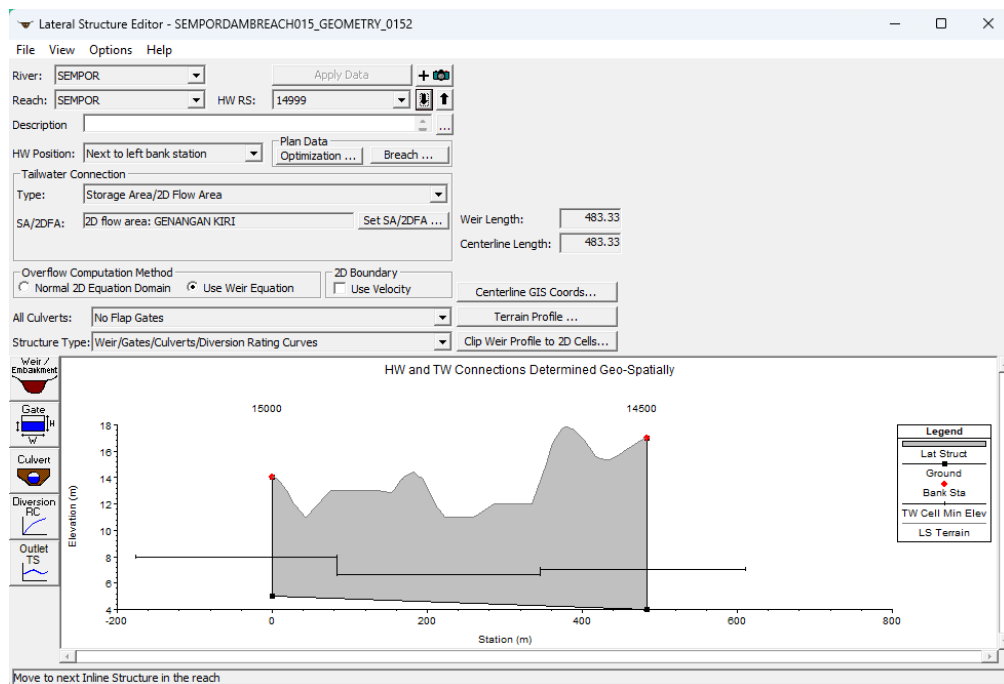 Lateral Structure Editor - SEMPORDAMBREACH015_GEOMETRY_0152
File View Options Help
River: SEMPOR Apply Data
Reach: SEMPOR HW RS: 14999
Description ...
HW Position: Next to left bank station Plan Data Optimization ... Breach ...
Tailwater Connection
Type: Storage Area/2D Flow Area
SA/2DFA: 2D flow area: GENANGAN KIRI Set SA/2DFA ... Weir Length: 483.33
Centerline Length: 483.33
Overflow Computation Method 2D Boundary
Normal 2D Equation Domain Use Weir Equation Use Velocity Centerline GIS Coords...
All Culverts: No Flap Gates Terrain Profile ...
Structure Type: Weir/Gates/Culverts/Diversion Rating Curves Clip Weir Profile to 2D Cells...
Weir / Embankment
Gate
H
W
Culvert
Diversion RC
Outlet TS
HW and TW Connections Determined Geo-Spatially
15000 14500
18
16
14
12
10
8
6
4
Elevation (m)
-200 0 200 400 600 800
Station (m)
Legend
Lat Struct
Ground
Bank Sta
TW Cell Min Elev
LS Terrain
Move to next Inline Structure in the reach